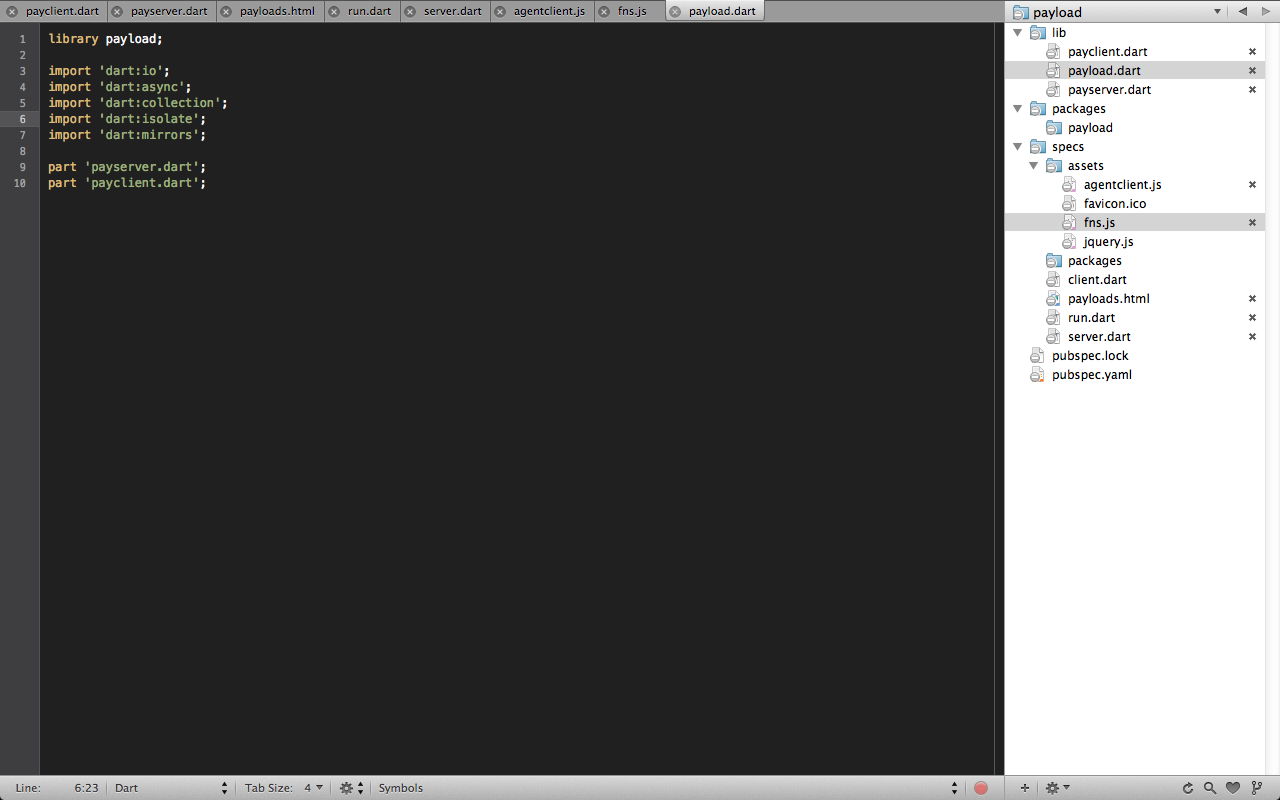 payclient.dart payserver.dart payloads.html run.dart server.dart agentclient.js fns.js payload.dart
1 library payload;
2
3 import 'dart:io';
4 import 'dart:async';
5 import 'dart:collection';
6 import 'dart:isolate';
7 import 'dart:mirrors';
8
9 part 'payserver.dart';
10 part 'payclient.dart';
payload
lib
payclient.dart
payload.dart
payserver.dart
packages
payload
specs
assets
agentclient.js
favicon.ico
fns.js
jquery.js
packages
client.dart
payloads.html
run.dart
server.dart
pubspec.lock
pubspec.yaml
Line: 6:23 Dart Tab Size: 4 Symbols